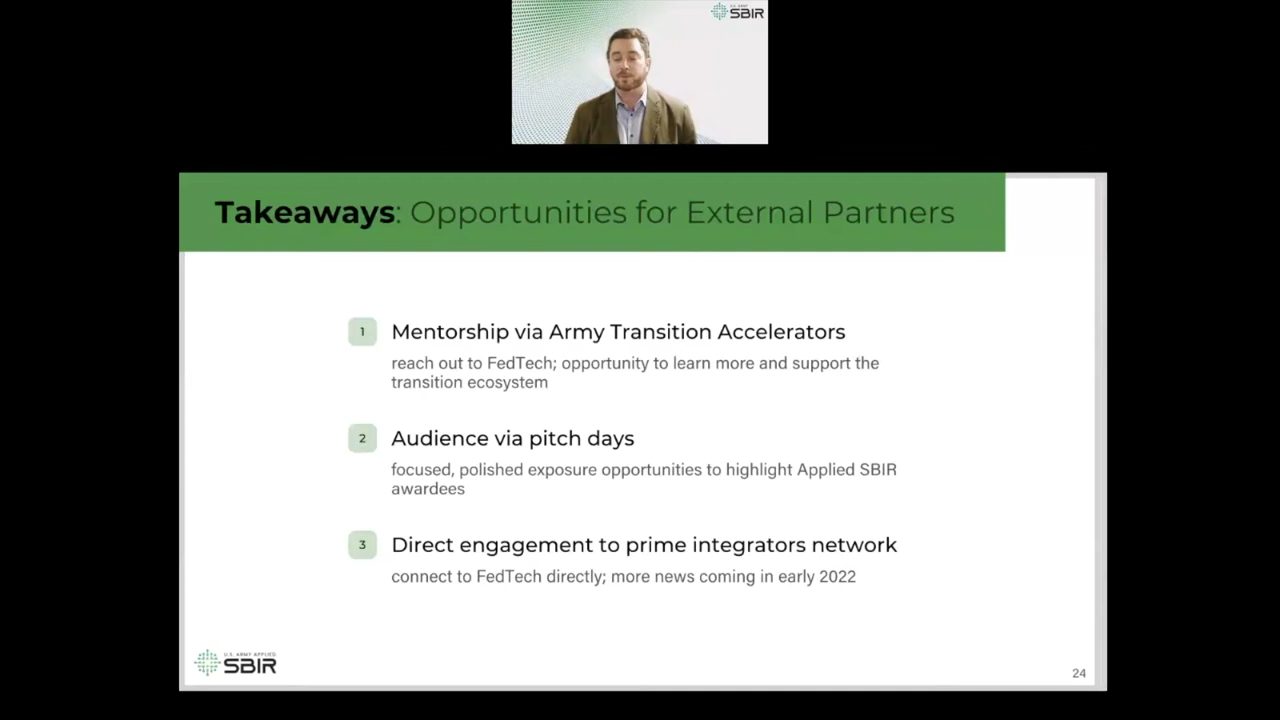 U.S. ARMY
SBIR
Takeaways: Opportunities for External Partners
1 Mentorship via Army Transition Accelerators
reach out to FedTech; opportunity to learn more and support the
transition ecosystem
2 Audience via pitch days
focused, polished exposure opportunities to highlight Applied SBIR
awardees
3 Direct engagement to prime integrators network
connect to FedTech directly; more news coming in early 2022
U.S. ARMY APPLIED
SBIR
24